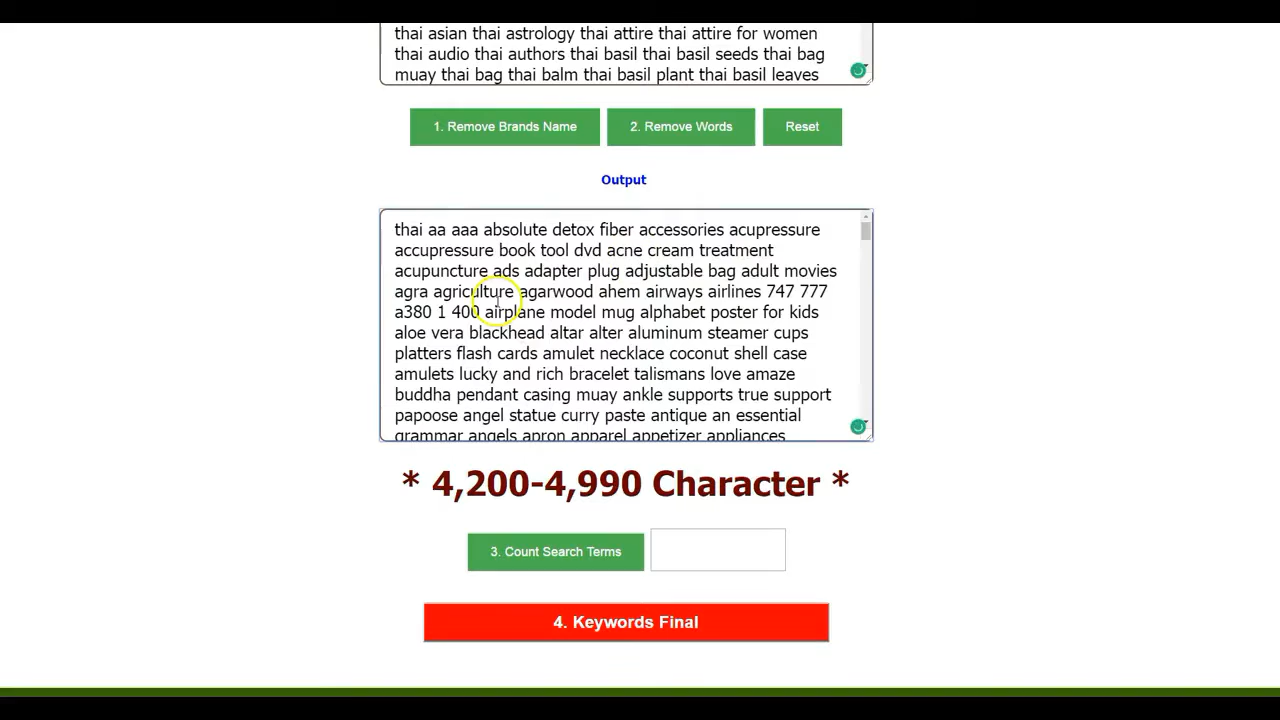 thai asian thai astrology thai attire thai attire for women
thai audio thai authors thai basil thai basil seeds thai bag
muay thai bag thai balm thai basil plant thai basil leaves
1. Remove Brands Name
2. Remove Words
Reset
Output
thai aa aaa absolute detox fiber accessories acupressure
accupressure book tool dvd acne cream treatment
acupuncture ads adapter plug adjustable bag adult movies
agra agriculture agarwood ahem airways airlines 747 777
a380 1 400 airplane model mug alphabet poster for kids
aloe vera blackhead altar alter aluminum steamer cups
platters flash cards amulet necklace coconut shell case
amulets lucky and rich bracelet talismans love amaze
buddha pendant casing muay ankle supports true support
papoose angel statue curry paste antique an essential
grammar angels apron apparel appetizer appliances
* 4,200-4,990 Character *
3. Count Search Terms
4. Keywords Final